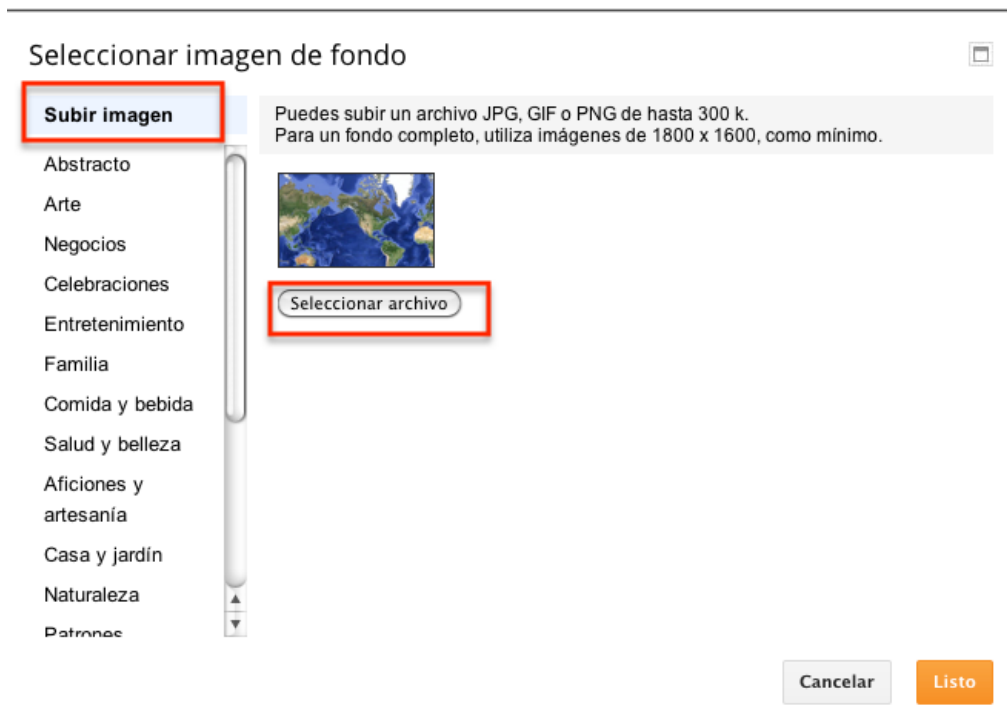 Seleccionar imagen de fondo
Subir imagen
Abstracto
Arte
Negocios
Celebraciones
Entretenimiento
Familia
Comida y bebida
Salud y belleza
Aficiones y
artesanía
Casa y jardín
Naturaleza
Patrones
Puedes subir un archivo JPG, GIF o PNG de hasta 300 k.
Para un fondo completo, utiliza imágenes de 1800 x 1600, como mínimo.
Seleccionar archivo
Cancelar
Listo